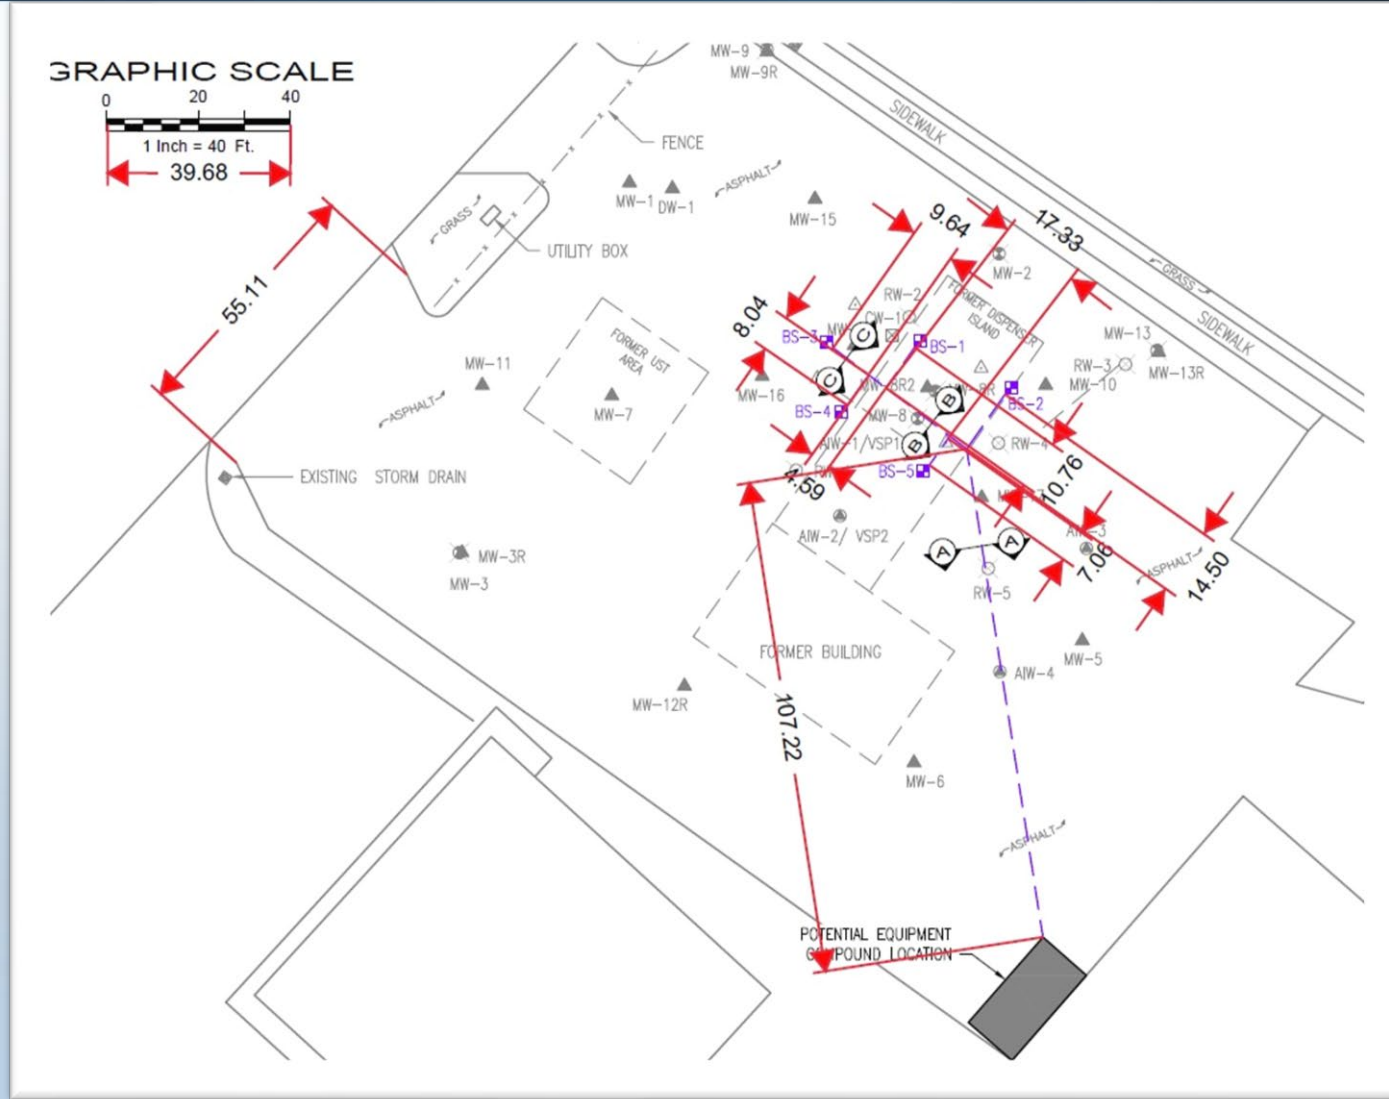 GRAPHIC SCALE
0 20 40
1 Inch = 40 Ft.
39.68
MW-9
MW-9R
SIDEWALK
FENCE
MW-1
DW-1
ASPHALT
MW-15
GRASS
UTILITY BOX
55.11
9.64
17.33
MW-2
GRASS
SIDEWALK
RW-2
FORMER DISPENSER
ISLAND
8.04
BS-3
CW-1
C
BS-1
MW-13
RW-3
MW-13R
MW-10
FORMER UST
AREA
MW-11
MW-7
ASPHALT
MW-16
C
MW-8R2
B
BS-2
BS-4
MW-8
AIW-1/VSP1
B
RW-4
BS-5
4.59
10.76
EXISTING STORM DRAIN
AIW-2/ VSP2
A
A
AIW-3
7.06
ASPHALT
14.50
RW-5
MW-3R
MW-3
FORMER BUILDING
MW-5
AIW-4
MW-12R
107.22
MW-6
ASPHALT
POTENTIAL EQUIPMENT
COMPOUND LOCATION